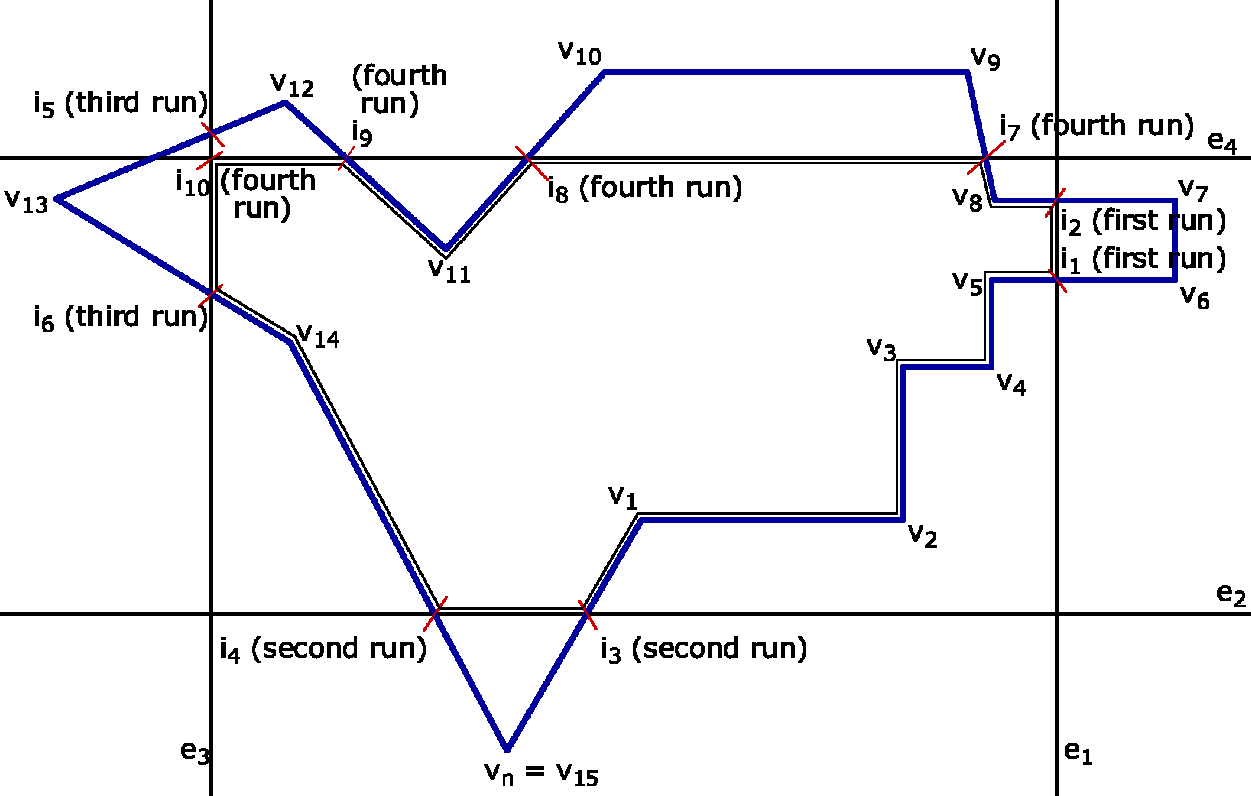 v10
v9
(fourth
run)
v12
i5 (third run)
i9
i7 (fourth run)
e4
i10 (fourth
run)
i8 (fourth run)
v13
v8
v7
i2 (first run)
v11
i1 (first run)
v5
v6
i6 (third run)
v14
v3
v4
v1
v2
e2
i4 (second run)
i3 (second run)
e3
e1
vn = v15